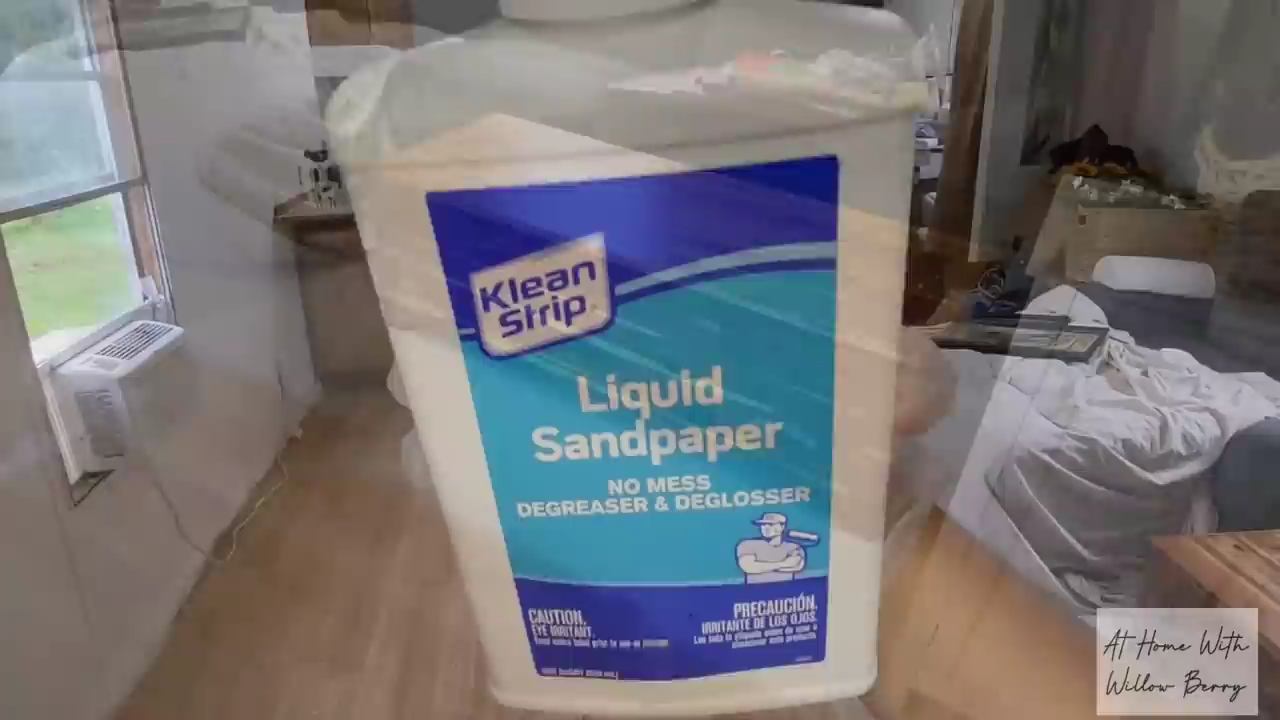 Klean
Strip
Liquid
Sandpaper
NO MESS
DEGREASER & DEGLOSSER
CAUTION.
EYE IRRITANT.
PRECAUCIÓN.
IRRITANTE DE LOS OJOS.
At Home With
Willow Berry